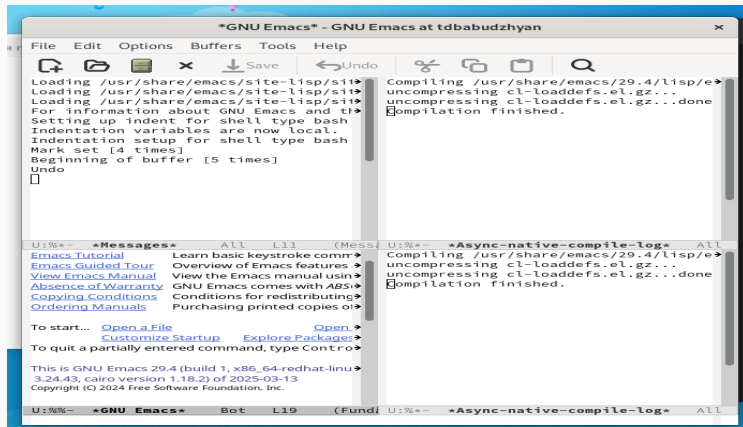 *GNU Emacs* - GNU Emacs at tdbabudzhyan
File Edit Options Buffers Tools Help
Save Undo
Loading /usr/share/emacs/site-lisp/sit
Loading /usr/share/emacs/site-lisp/sit
Loading /usr/share/emacs/site-lisp/sit
For information about GNU Emacs and th
Setting up indent for shell type bash
Indentation variables are now local.
Indentation setup for shell type bash
Mark set [4 times]
Beginning of buffer [5 times]
Undo
U:%*- *Messages* All L11 (Messa
Compiling /usr/share/emacs/29.4/lisp/e
uncompressing cl-loaddefs.el.gz...
uncompressing cl-loaddefs.el.gz...done
Compilation finished.
U:%*- *Async-native-compile-log* All
Emacs Tutorial Learn basic keystroke comm
Emacs Guided Tour Overview of Emacs features
View Emacs Manual View the Emacs manual usin
Absence of Warranty GNU Emacs comes with ABS
Copying Conditions Conditions for redistributing
Ordering Manuals Purchasing printed copies of
To start... Open a File Open
Customize Startup Explore Packages
To quit a partially entered command, type Contro
This is GNU Emacs 29.4 (build 1, x86_64-redhat-linu
3.24.43, cairo version 1.18.2) of 2025-03-13
Copyright (C) 2024 Free Software Foundation, Inc.
U:%%- *GNU Emacs* Bot L19 (Funda
Compiling /usr/share/emacs/29.4/lisp/e
uncompressing cl-loaddefs.el.gz...
uncompressing cl-loaddefs.el.gz...done
Compilation finished.
U:%*- *Async-native-compile-log* All